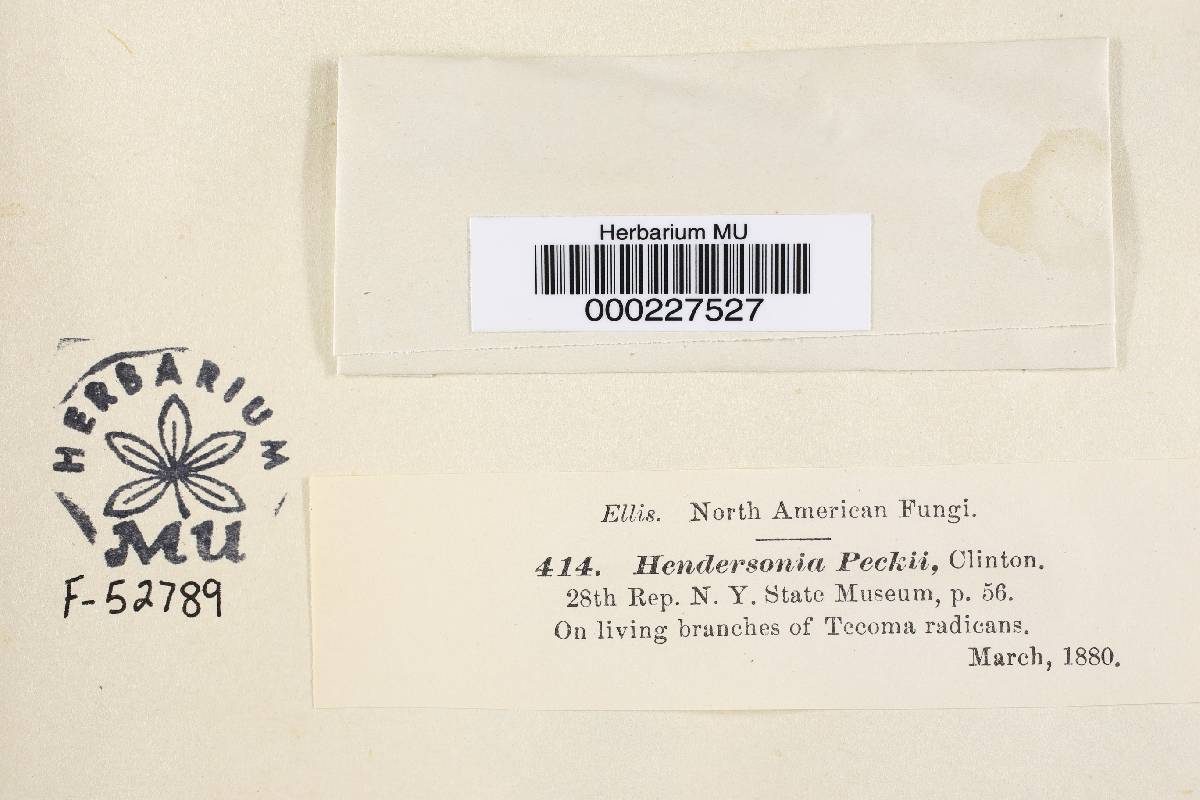 Herbarium MU
000227527
HERBARIUM
MU
F-52789
Ellis. North American Fungi.
414. Hendersonia Peckii, Clinton.
28th Rep. N. Y. State Museum, p. 56.
On living branches of Tecoma radicans.
March, 1880.